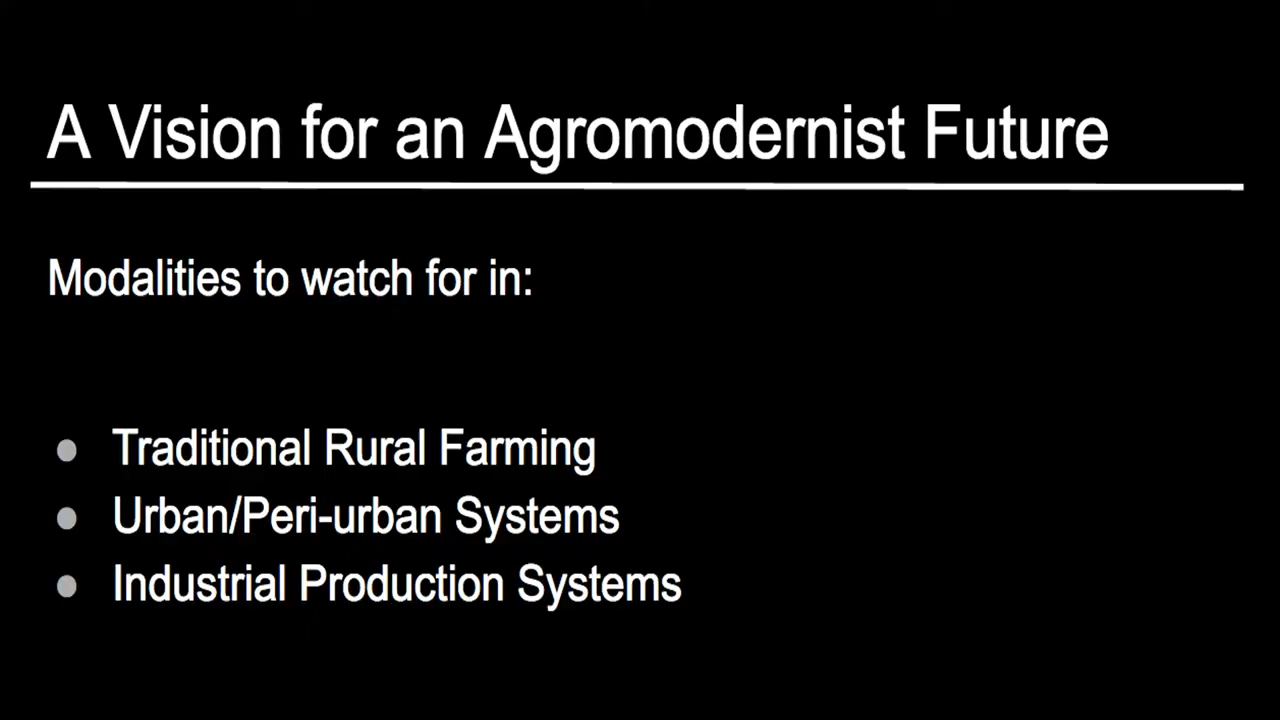 A Vision for an Agromodernist Future
Modalities to watch for in:
● Traditional Rural Farming
● Urban/Peri-urban Systems
● Industrial Production Systems